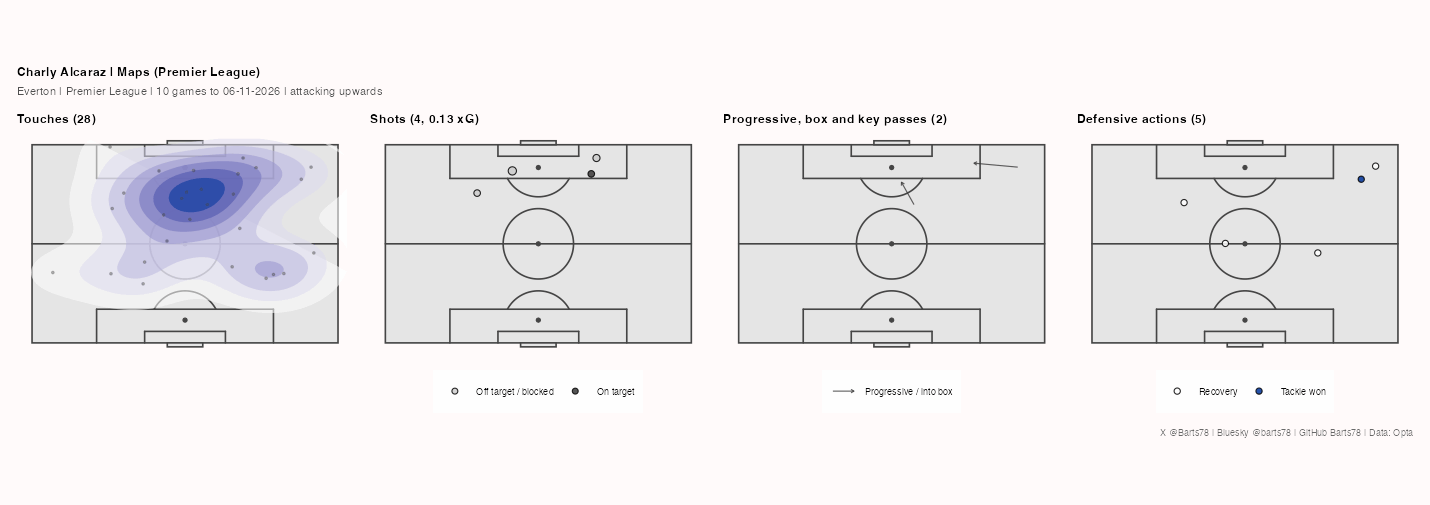 Charly Alcaraz | Maps (Premier League)
Everton | Premier League | 10 games to 06-11-2026 | attacking upwards
Touches (28)
Shots (4, 0.13 xG)
Progressive, box and key passes (2)
Defensive actions (5)
Off target / blocked
On target
Progressive / into box
Recovery
Tackle won
X @Barts78 | Bluesky @barts78 | GitHub Barts78 | Data: Opta